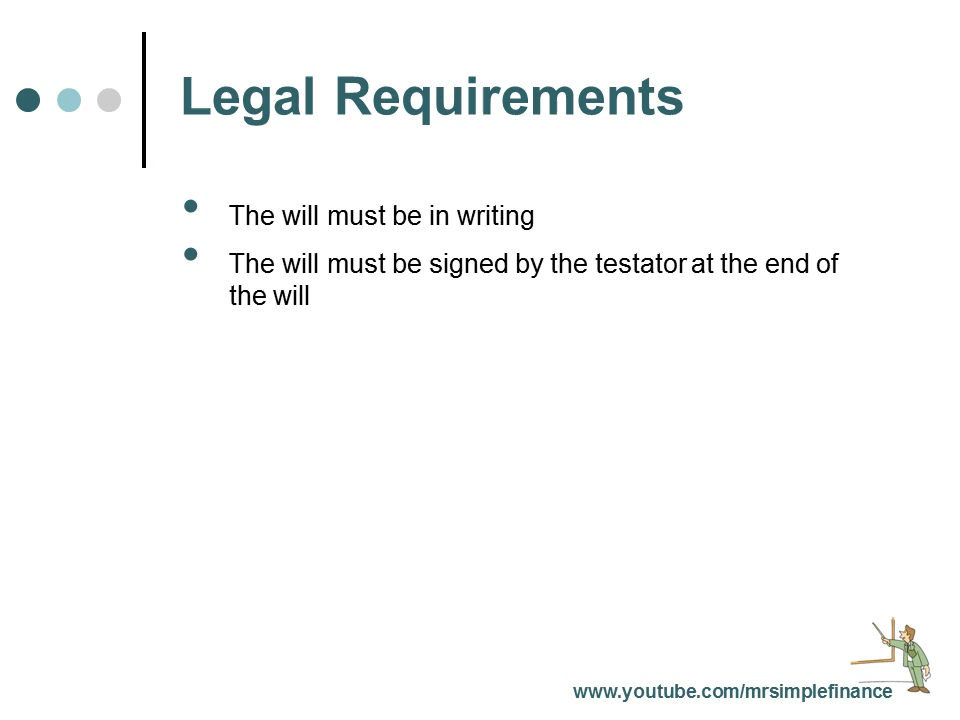 Legal Requirements
The will must be in writing
The will must be signed by the testator at the end of
the will
www.youtube.com/mrsimplefinance